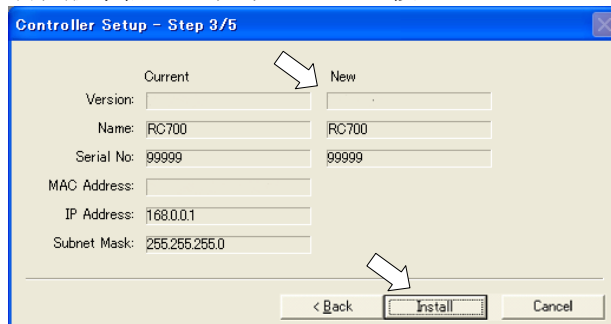 Controller Setup - Step 3/5
Current New
Version:
Name: RC700 RC700
Serial No: 99999 99999
MAC Address:
IP Address: 168.0.0.1
Subnet Mask: 255.255.255.0
< Back Install Cancel